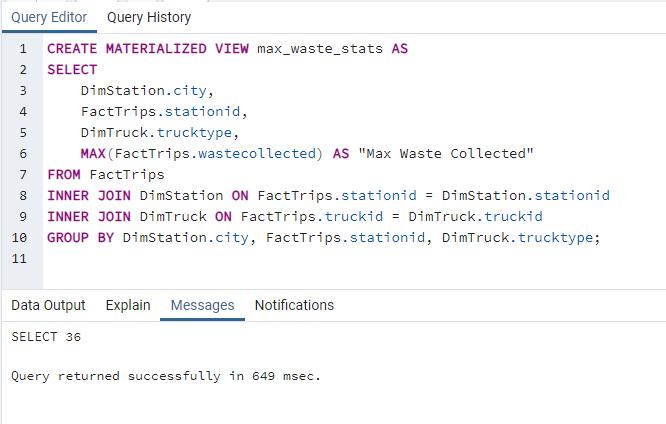 Query Editor Query History
1 CREATE MATERIALIZED VIEW max_waste_stats AS
2 SELECT
3     DimStation.city,
4     FactTrips.stationid,
5     DimTruck.trucktype,
6     MAX(FactTrips.wastecollected) AS "Max Waste Collected"
7 FROM FactTrips
8 INNER JOIN DimStation ON FactTrips.stationid = DimStation.stationid
9 INNER JOIN DimTruck ON FactTrips.truckid = DimTruck.truckid
10 GROUP BY DimStation.city, FactTrips.stationid, DimTruck.trucktype;
11
Data Output Explain Messages Notifications
SELECT 36
Query returned successfully in 649 msec.